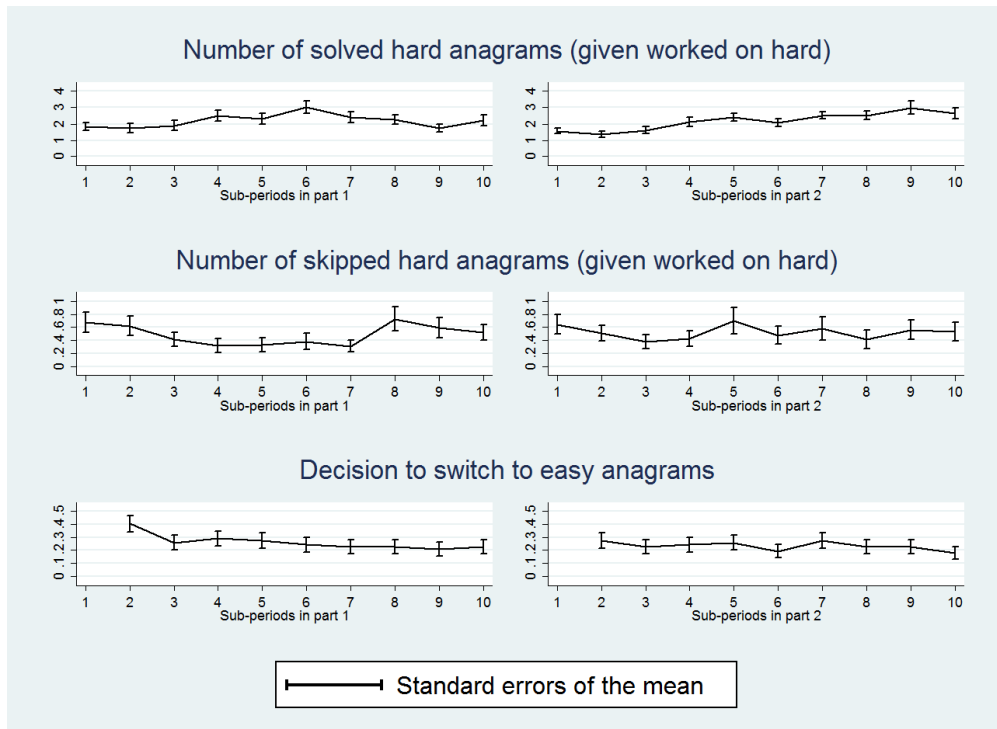 Number of solved hard anagrams (given worked on hard)
0 1 2 3 4
1 2 3 4 5 6 7 8 9 10
Sub-periods in part 1
0 1 2 3 4
1 2 3 4 5 6 7 8 9 10
Sub-periods in part 2
Number of skipped hard anagrams (given worked on hard)
0 .2 .4 .6 .8 1
1 2 3 4 5 6 7 8 9 10
Sub-periods in part 1
0 .2 .4 .6 .8 1
1 2 3 4 5 6 7 8 9 10
Sub-periods in part 2
Decision to switch to easy anagrams
0 .1 .2 .3 .4 .5
1 2 3 4 5 6 7 8 9 10
Sub-periods in part 1
0 .1 .2 .3 .4 .5
1 2 3 4 5 6 7 8 9 10
Sub-periods in part 2
Standard errors of the mean